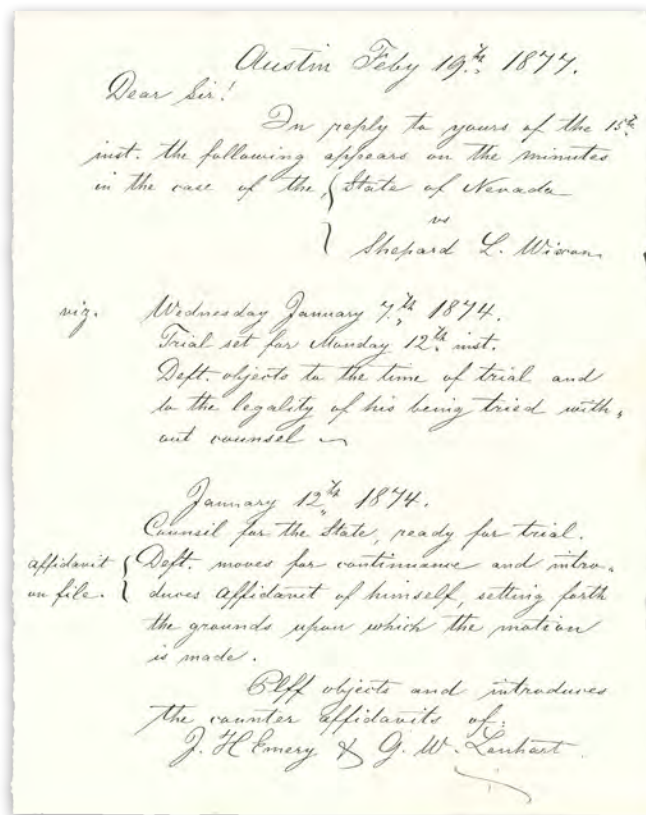 Austin Feby 19th 1877.
Dear Sir!
In reply to yours of the 15th
inst. the following appears on the minutes
in the case of the { State of Nevada
vs
Shepard L. Wixom
viz. Wednesday January 7th 1874.
Trial set for Monday 12th inst.
Deft. objects to the time of trial and
to the legality of his being tried with,
out counsel
January 12th 1874.
Counsil for the State, ready for trial.
affidavit on file. { Deft. moves for continuance and intro,
duces affidavit of himself, setting forth
the grounds upon which the motion
is made.
Plff objects and introduces
the counter affidavits of:
J. H Emery & G. W. Lenhart